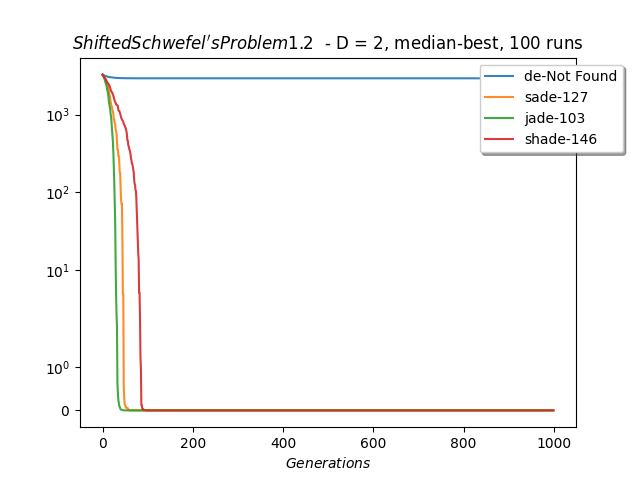 ShiftedSchwefel'sProblem1.2 - D = 2, median-best, 100 runs
de-Not Found
sade-127
jade-103
shade-146
10³
10²
10¹
10⁰
0
0 200 400 600 800 1000
Generations